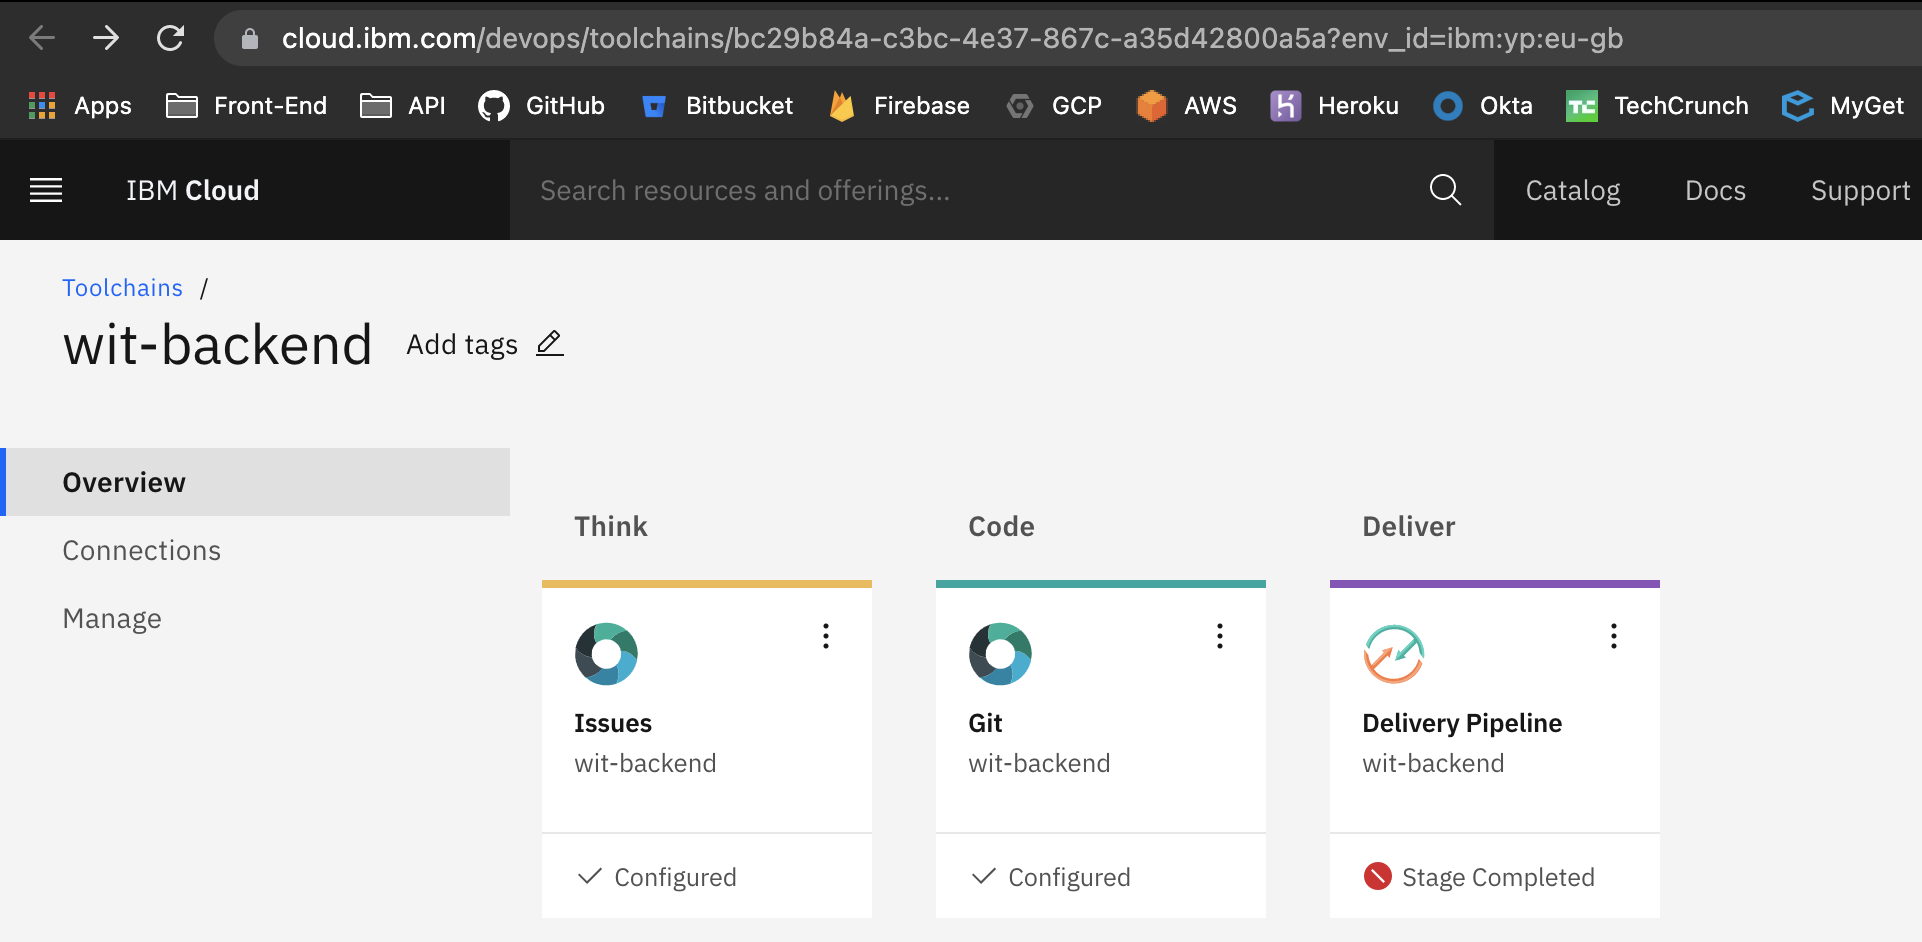 cloud.ibm.com/devops/toolchains/bc29b84a-c3bc-4e37-867c-a35d42800a5a?env_id=ibm:yp:eu-gb
Apps Front-End API GitHub Bitbucket Firebase GCP AWS Heroku Okta TechCrunch MyGet
IBM Cloud Search resources and offerings... Catalog Docs Support
Toolchains /
wit-backend Add tags
Overview
Connections
Manage
Think Code Deliver
Issues Git Delivery Pipeline
wit-backend wit-backend wit-backend
Configured Configured Stage Completed